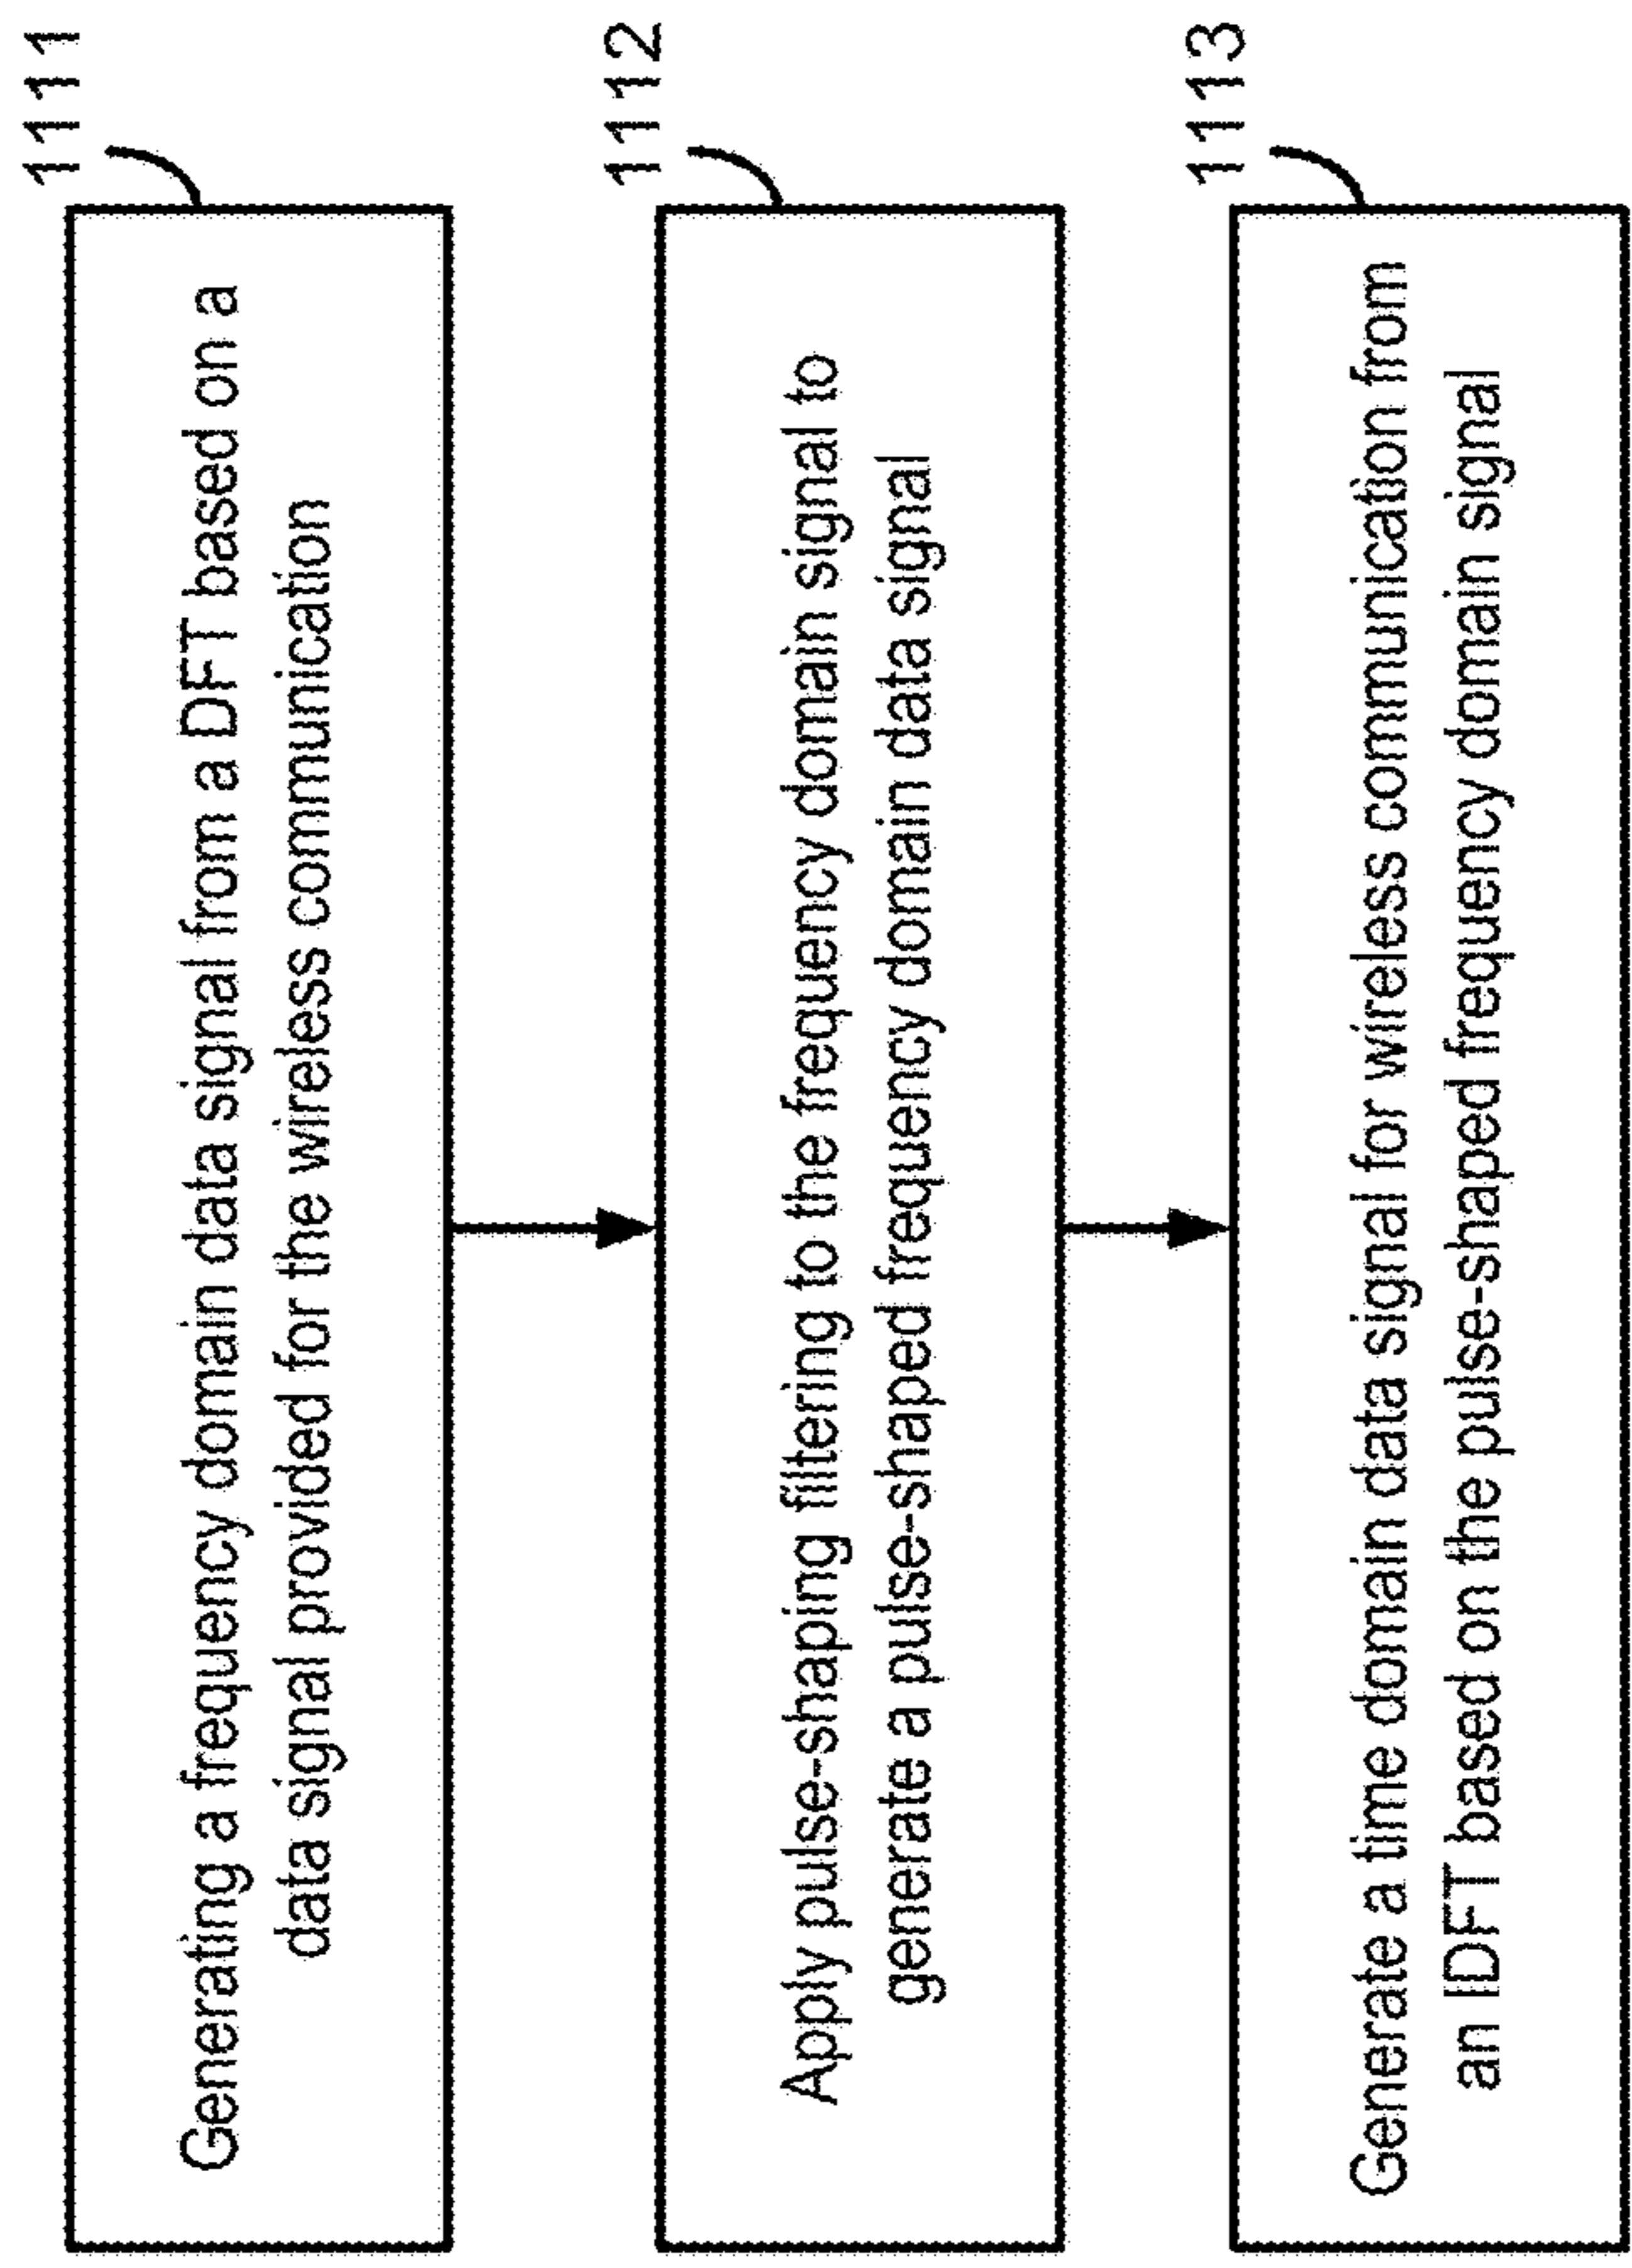 1111
Generating a frequency domain data signal from a DFT based on a
data signal provided for the wireless communication
1112
Apply pulse-shaping filtering to the frequency domain signal to
generate a pulse-shaped frequency domain data signal
1113
Generate a time domain data signal for wireless communication from
an IDFT based on the pulse-shaped frequency domain signal